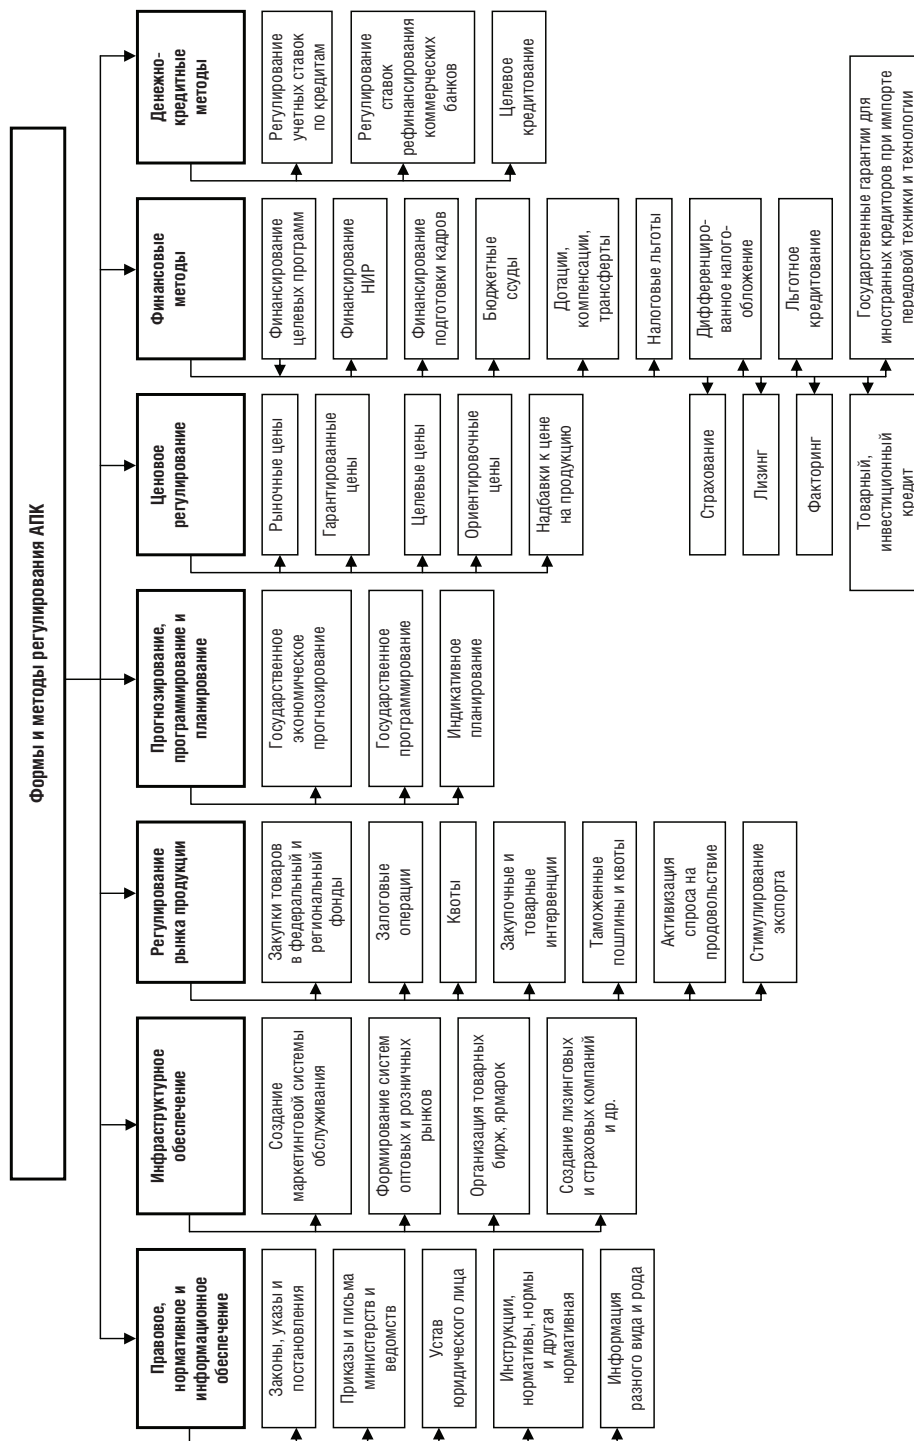 Формы и методы регулирования АПК
Правовое,
нормативное и
информационное
обеспечение
Законы, указы и
постановления
Приказы и письма
министерств и
ведомств
Устав
юридического лица
Инструкции,
нормативы, нормы
и другая
нормативная
Информация
разного вида и рода
Инфраструктурное
обеспечение
Создание
маркетинговой системы
обслуживания
Формирование систем
оптовых и розничных
рынков
Организация товарных
бирж, ярмарок
Создание лизинговых
и страховых компаний
и др.
Регулирование
рынка продукции
Закупки товаров
в федеральный и
региональный
фонды
Залоговые
операции
Квоты
Закупочные и
товарные
интервенции
Таможенные
пошлины и квоты
Активизация
спроса на
продовольствие
Стимулирование
экспорта
Прогнозирование,
программирование и
планирование
Государственное
экономическое
прогнозирование
Государственное
программирование
Индикативное
планирование
Ценовое
регулирование
Рыночные цены
Гарантированные
цены
Целевые цены
Ориентировочные
цены
Надбавки к цене
на продукцию
Финансовые
методы
Финансирование
целевых программ
Финансирование
НИР
Финансирование
подготовки кадров
Бюджетные
ссуды
Дотации,
компенсации,
трансферты
Налоговые льготы
Дифференциро-
ванное налого-
обложение
Льготное
кредитование
Государственные гарантии для
иностранных кредиторов при импорте
передовой техники и технологии
Страхование
Лизинг
Факторинг
Товарный,
инвестиционный
кредит
Денежно-
кредитные
методы
Регулирование
учетных ставок
по кредитам
Регулирование
ставок
рефинансирования
коммерческих
банков
Целевое
кредитование